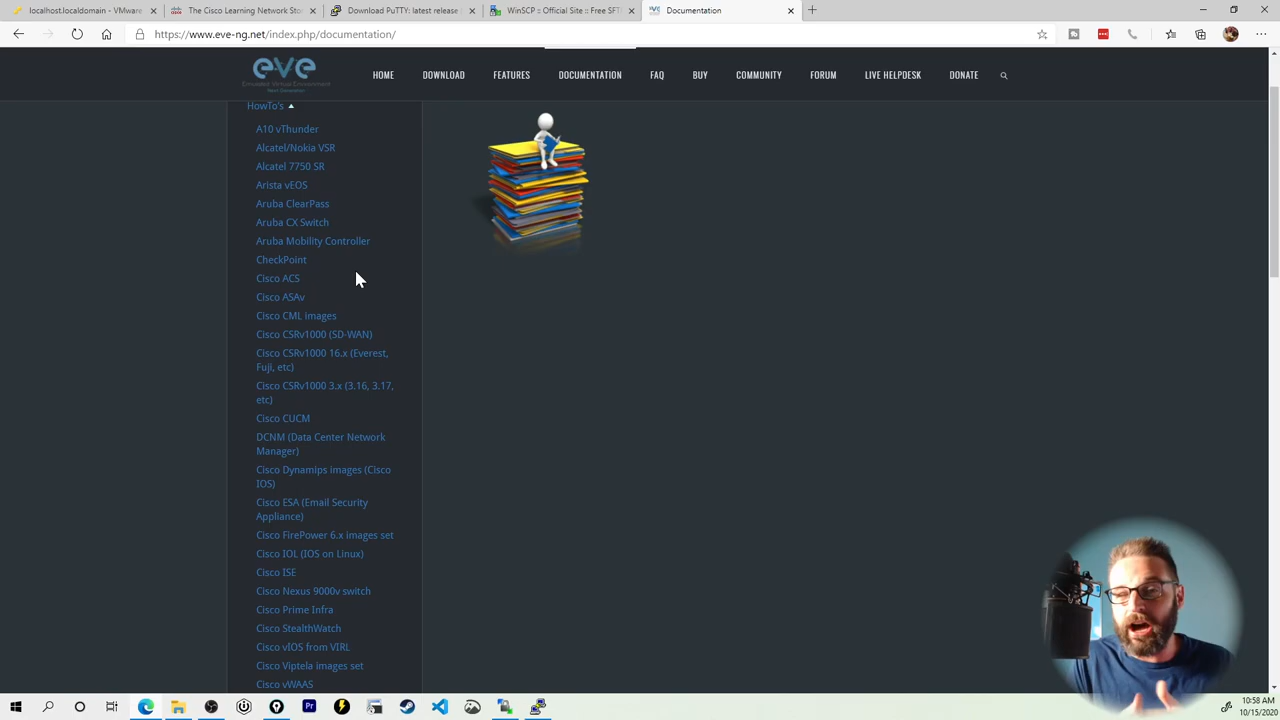 localhost.localdomain - VMware
The Cisco Learning Network Sto
Download PuTTY: latest release
WinSCP :: Official Site :: Free SFT
Documentation
https://www.eve-ng.net/index.php/documentation/
eve
Emulated Virtual Environment
Next Generation
HOME
DOWNLOAD
FEATURES
DOCUMENTATION
FAQ
BUY
COMMUNITY
FORUM
LIVE HELPDESK
DONATE
HowTo's
A10 vThunder
Alcatel/Nokia VSR
Alcatel 7750 SR
Arista vEOS
Aruba ClearPass
Aruba CX Switch
Aruba Mobility Controller
CheckPoint
Cisco ACS
Cisco ASAv
Cisco CML images
Cisco CSRv1000 (SD-WAN)
Cisco CSRv1000 16.x (Everest,
Fuji, etc)
Cisco CSRv1000 3.x (3.16, 3.17,
etc)
Cisco CUCM
DCNM (Data Center Network
Manager)
Cisco Dynamips images (Cisco
IOS)
Cisco ESA (Email Security
Appliance)
Cisco FirePower 6.x images set
Cisco IOL (IOS on Linux)
Cisco ISE
Cisco Nexus 9000v switch
Cisco Prime Infra
Cisco StealthWatch
Cisco vIOS from VIRL
Cisco Viptela images set
Cisco vWAAS
Pr
10:58 AM
10/15/2020